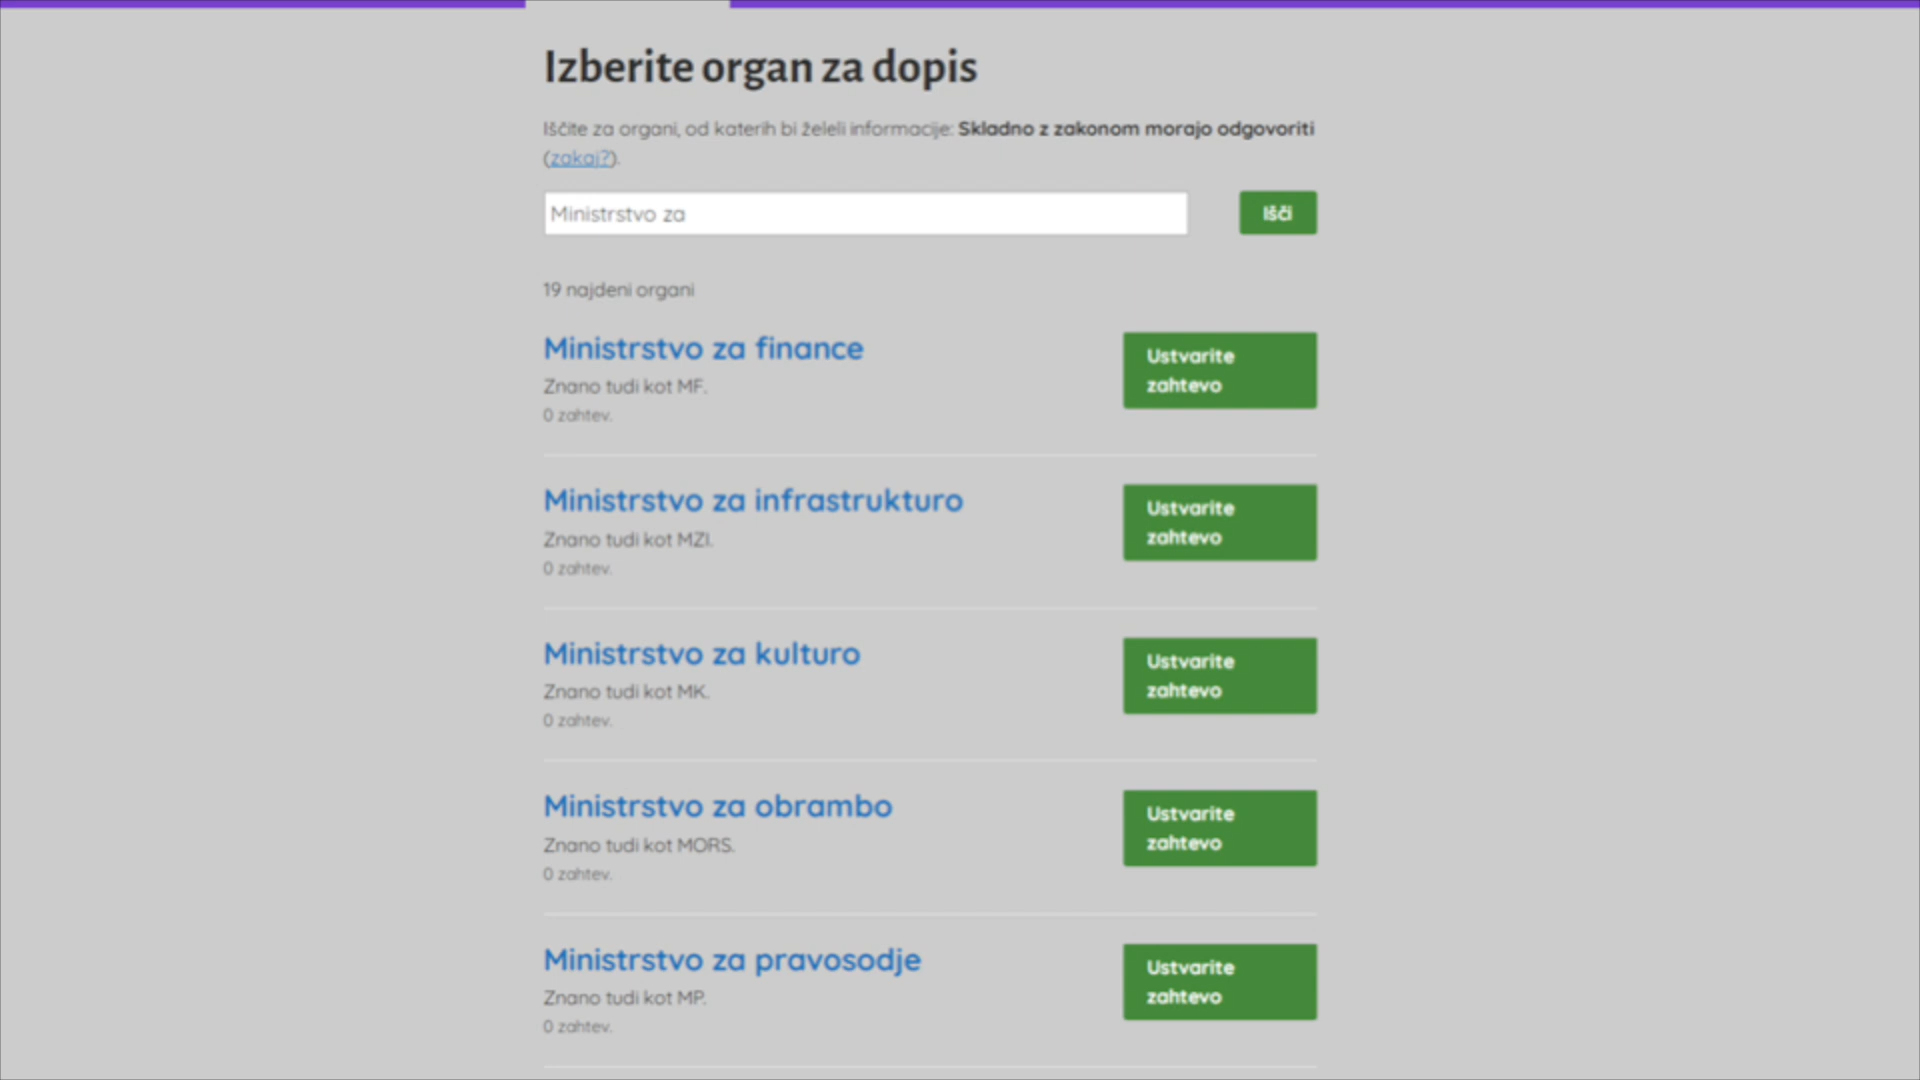 Izberite organ za dopis
Iščite za organi, od katerih bi želeli informacije: Skladno z zakonom morajo odgovoriti
(zakaj?).
Ministrstvo za
Išči
19 najdeni organi
Ministrstvo za finance
Znano tudi kot MF.
0 zahtev.
Ustvarite
zahtevo
Ministrstvo za infrastrukturo
Znano tudi kot MZI.
0 zahtev.
Ustvarite
zahtevo
Ministrstvo za kulturo
Znano tudi kot MK.
0 zahtev.
Ustvarite
zahtevo
Ministrstvo za obrambo
Znano tudi kot MORS.
0 zahtev.
Ustvarite
zahtevo
Ministrstvo za pravosodje
Znano tudi kot MP.
0 zahtev.
Ustvarite
zahtevo